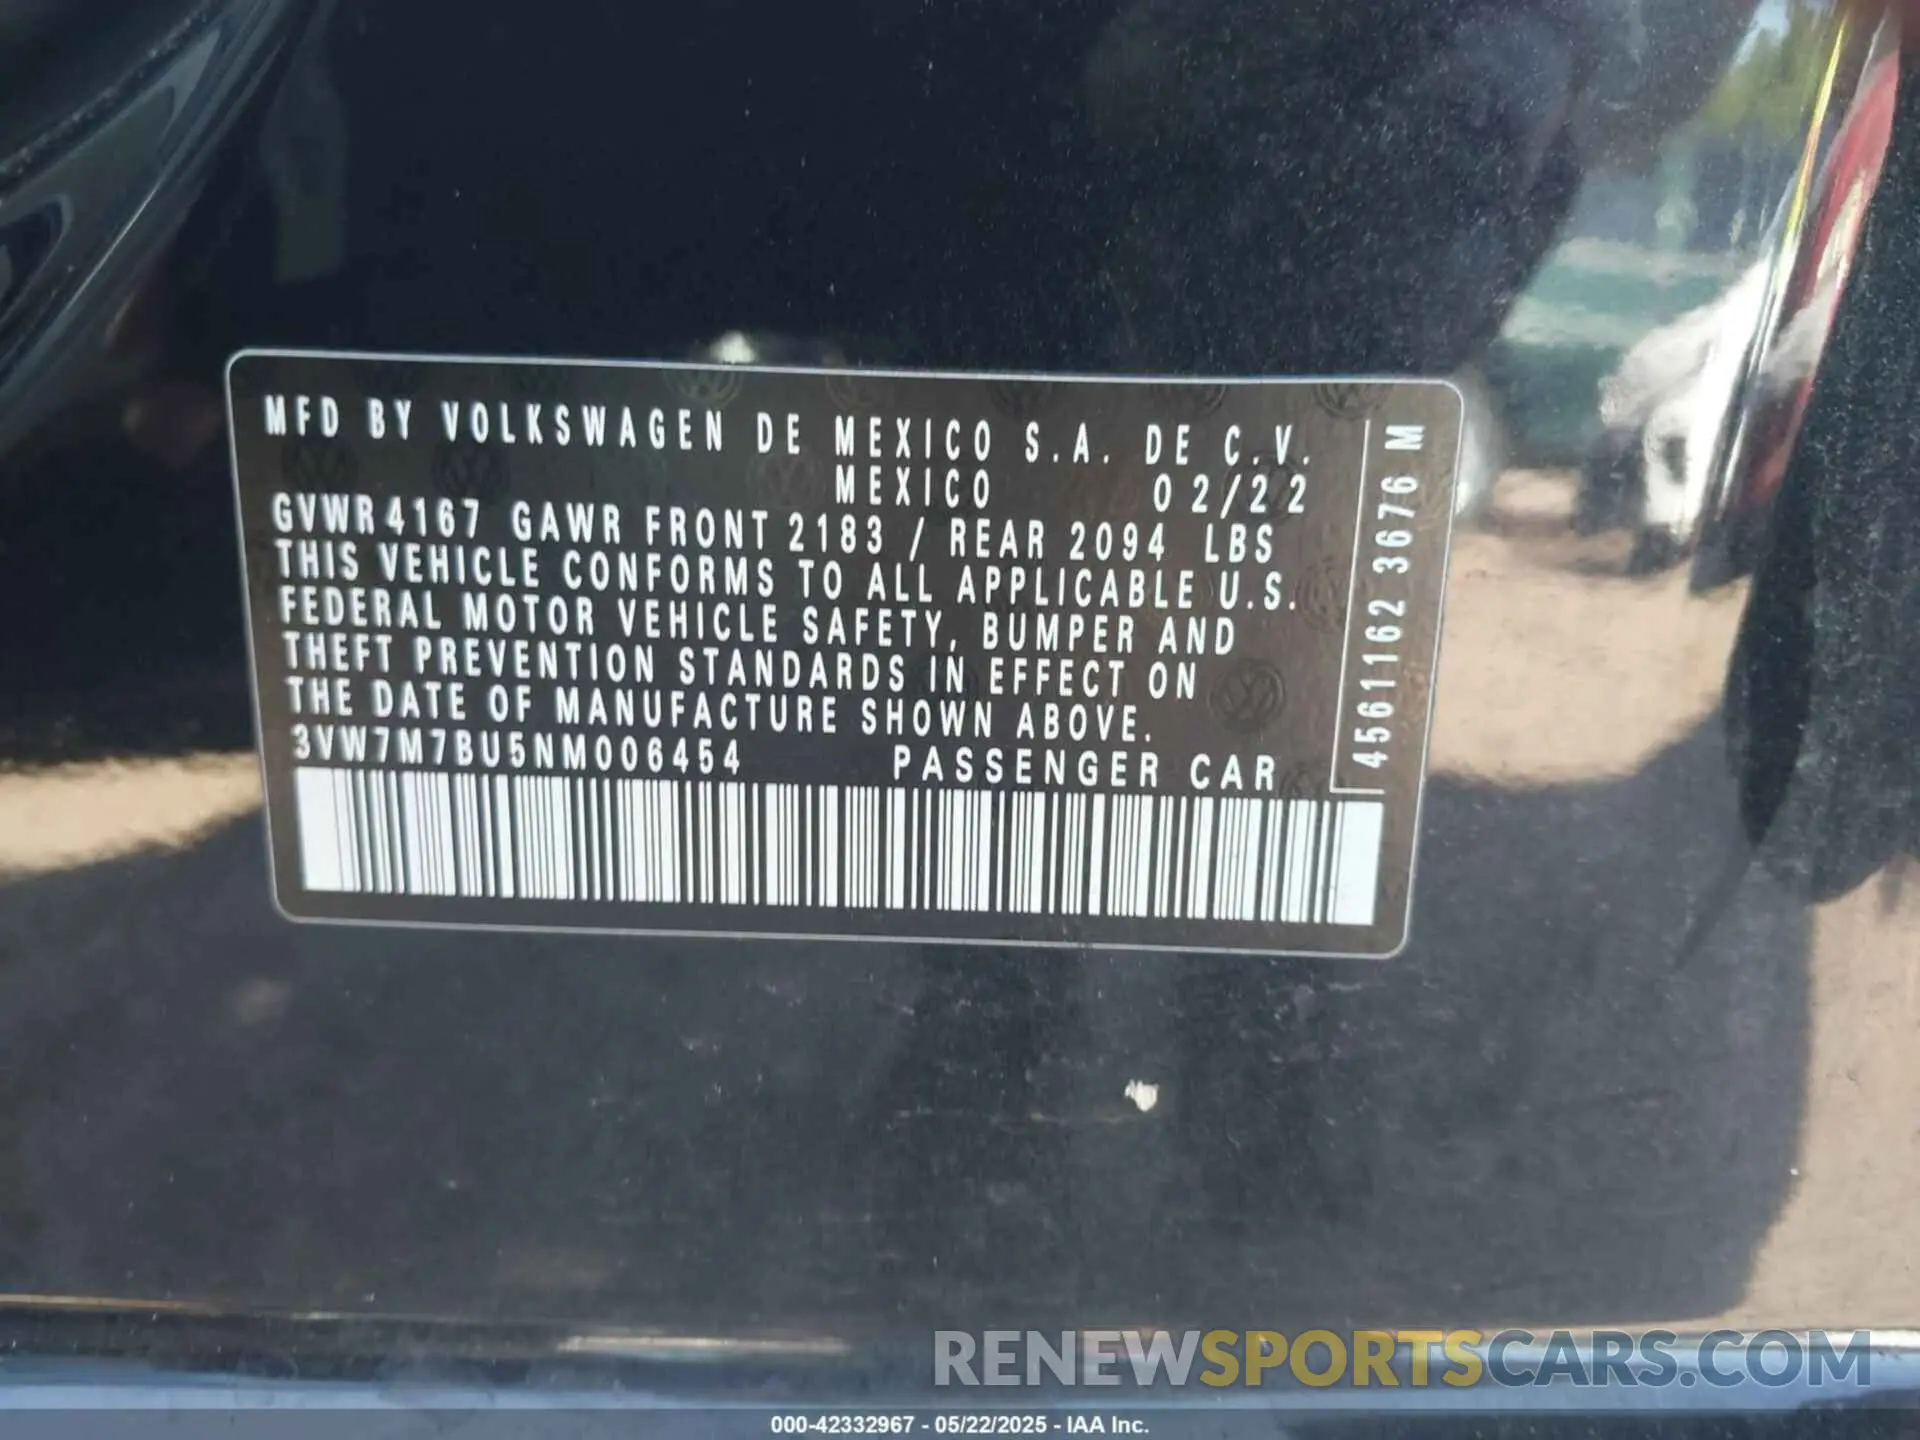 MFD BY VOLKSWAGEN DE MEXICO S.A. DE C.V.
MEXICO 02/22
GVWR 4167 GAWR FRONT 2183 / REAR 2094 LBS
THIS VEHICLE CONFORMS TO ALL APPLICABLE U.S.
FEDERAL MOTOR VEHICLE SAFETY, BUMPER AND
THEFT PREVENTION STANDARDS IN EFFECT ON
THE DATE OF MANUFACTURE SHOWN ABOVE.
3VW7M7BU5NM006454 PASSENGER CAR
4561162 3676 M
RENEWSPORTSCARS.COM
000-42332967 - 05/22/2025 - IAA Inc.